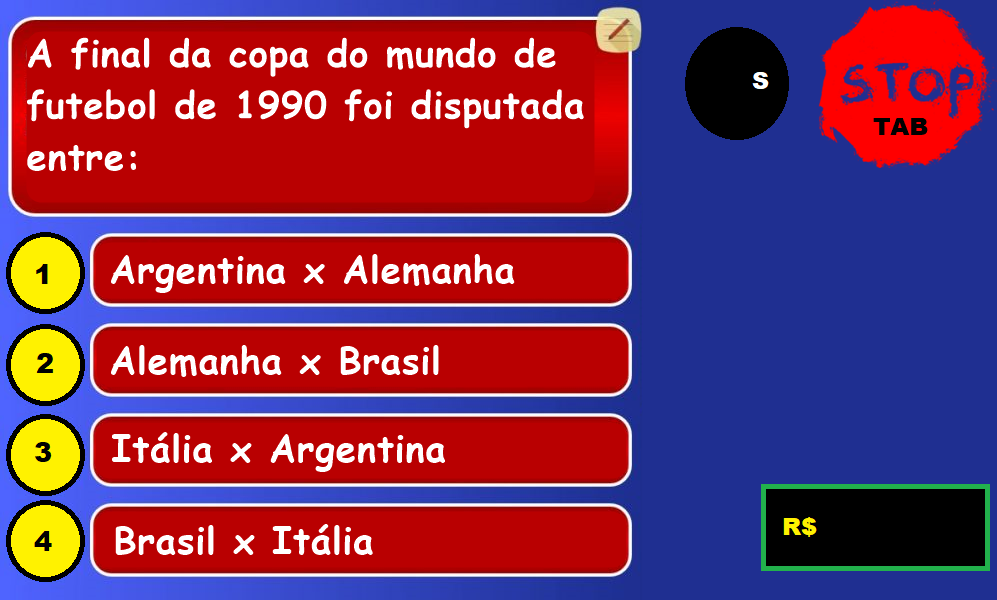 A final da copa do mundo de
futebol de 1990 foi disputada
entre:
S
STOP
TAB
1
Argentina x Alemanha
2
Alemanha x Brasil
3
Itália x Argentina
4
Brasil x Itália
R$